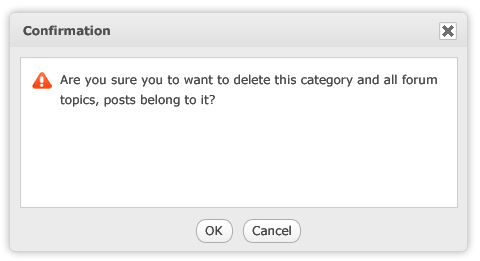 Confirmation
Are you sure you to want to delete this category and all forum
topics, posts belong to it?
OK
Cancel